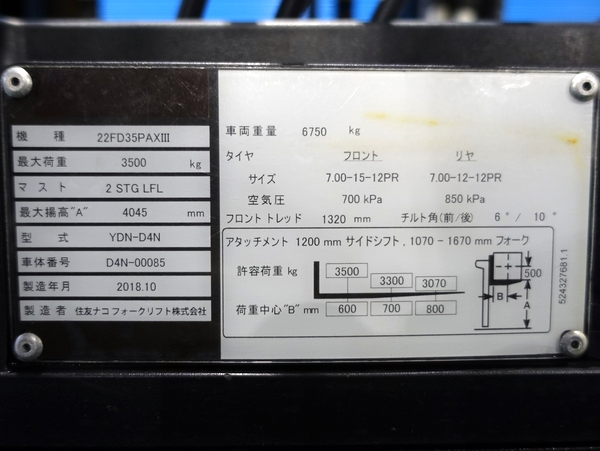 機 種 22FD35PAXIII
最大荷重 3500 kg
マスト 2 STG LFL
最大揚高"A" 4045 mm
型 式 YDN-D4N
車体番号 D4N-00085
製造年月 2018.10
製造者 住友ナコ フォークリフト株式会社
車両重量 6750 kg
タイヤ フロント リヤ
サイズ 7.00-15-12PR 7.00-12-12PR
空気圧 700 kPa 850 kPa
フロント トレッド 1320 mm チルト角(前/後) 6°/ 10°
アタッチメント 1200 mm サイドシフト, 1070 - 1670 mm フォーク
許容荷重 kg 3500 3300 3070
荷重中心"B" mm 600 700 800
500
B
A
524327681.1